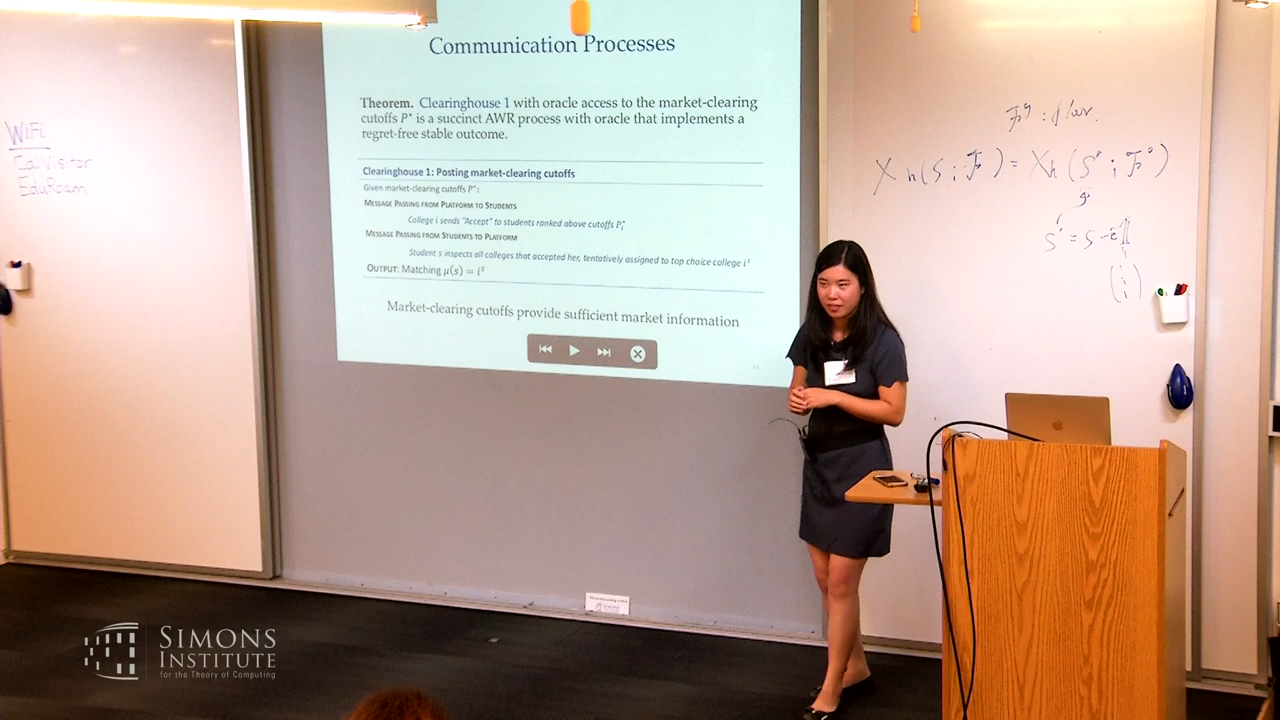 WiFi
CalVisitor
EduRoam
Communication Processes
Theorem. Clearinghouse 1 with oracle access to the market-clearing
cutoffs P* is a succinct AWR process with oracle that implements a
regret-free stable outcome.
Clearinghouse 1: Posting market-clearing cutoffs
Given market-clearing cutoffs P*:
MESSAGE PASSING FROM PLATFORM TO STUDENTS
College i sends "Accept" to students ranked above cutoffs P*i
MESSAGE PASSING FROM STUDENTS TO PLATFORM
Student s inspects all colleges that accepted her, tentatively assigned to top choice college iˢ
OUTPUT: Matching μ(s) = iˢ
Market-clearing cutoffs provide sufficient market information
SIMONS
INSTITUTE
for the Theory of Computing